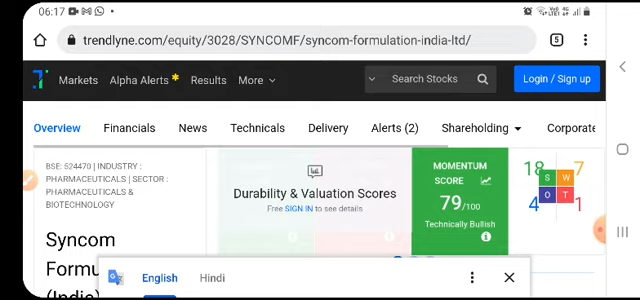 06:17
trendlyne.com/equity/3028/SYNCOMF/syncom-formulation-india-ltd/
5
Markets Alpha Alerts Results More Search Stocks Login / Sign up
Overview Financials News Technicals Delivery Alerts (2) Shareholding Corporate
BSE: 524470 | INDUSTRY :
PHARMACEUTICALS | SECTOR :
PHARMACEUTICALS &
BIOTECHNOLOGY
Syncom
Formu
(India)
Durability & Valuation Scores
Free SIGN IN to see details
MOMENTUM
SCORE
79/100
Technically Bullish
18 S W 7
4 O T 1
English Hindi